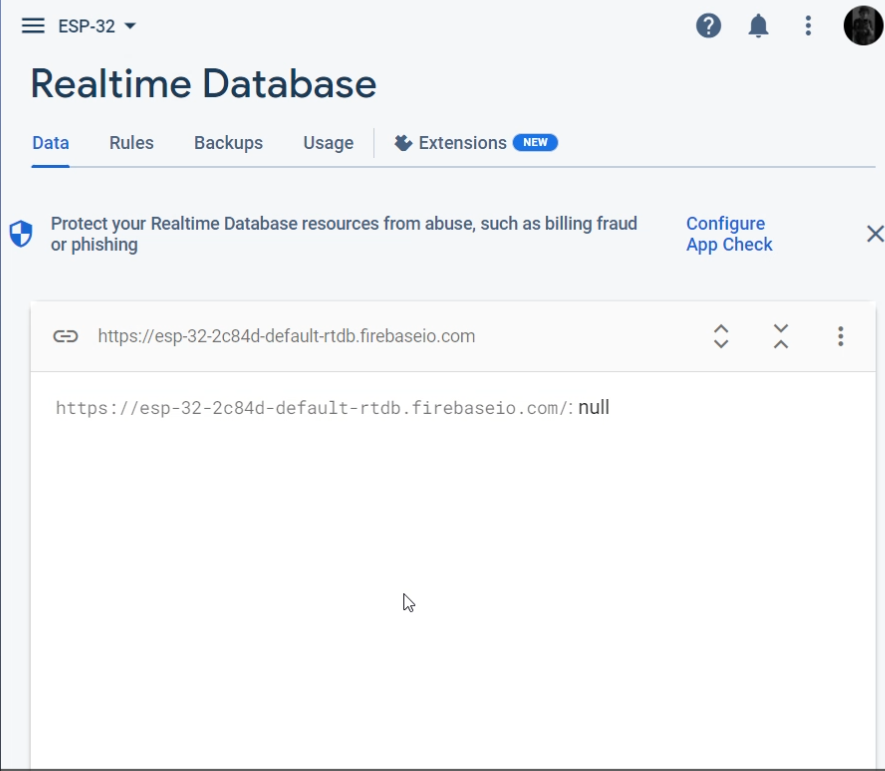 ESP-32
Realtime Database
Data Rules Backups Usage Extensions NEW
Protect your Realtime Database resources from abuse, such as billing fraud
or phishing
Configure
App Check
https://esp-32-2c84d-default-rtdb.firebaseio.com
https://esp-32-2c84d-default-rtdb.firebaseio.com/: null